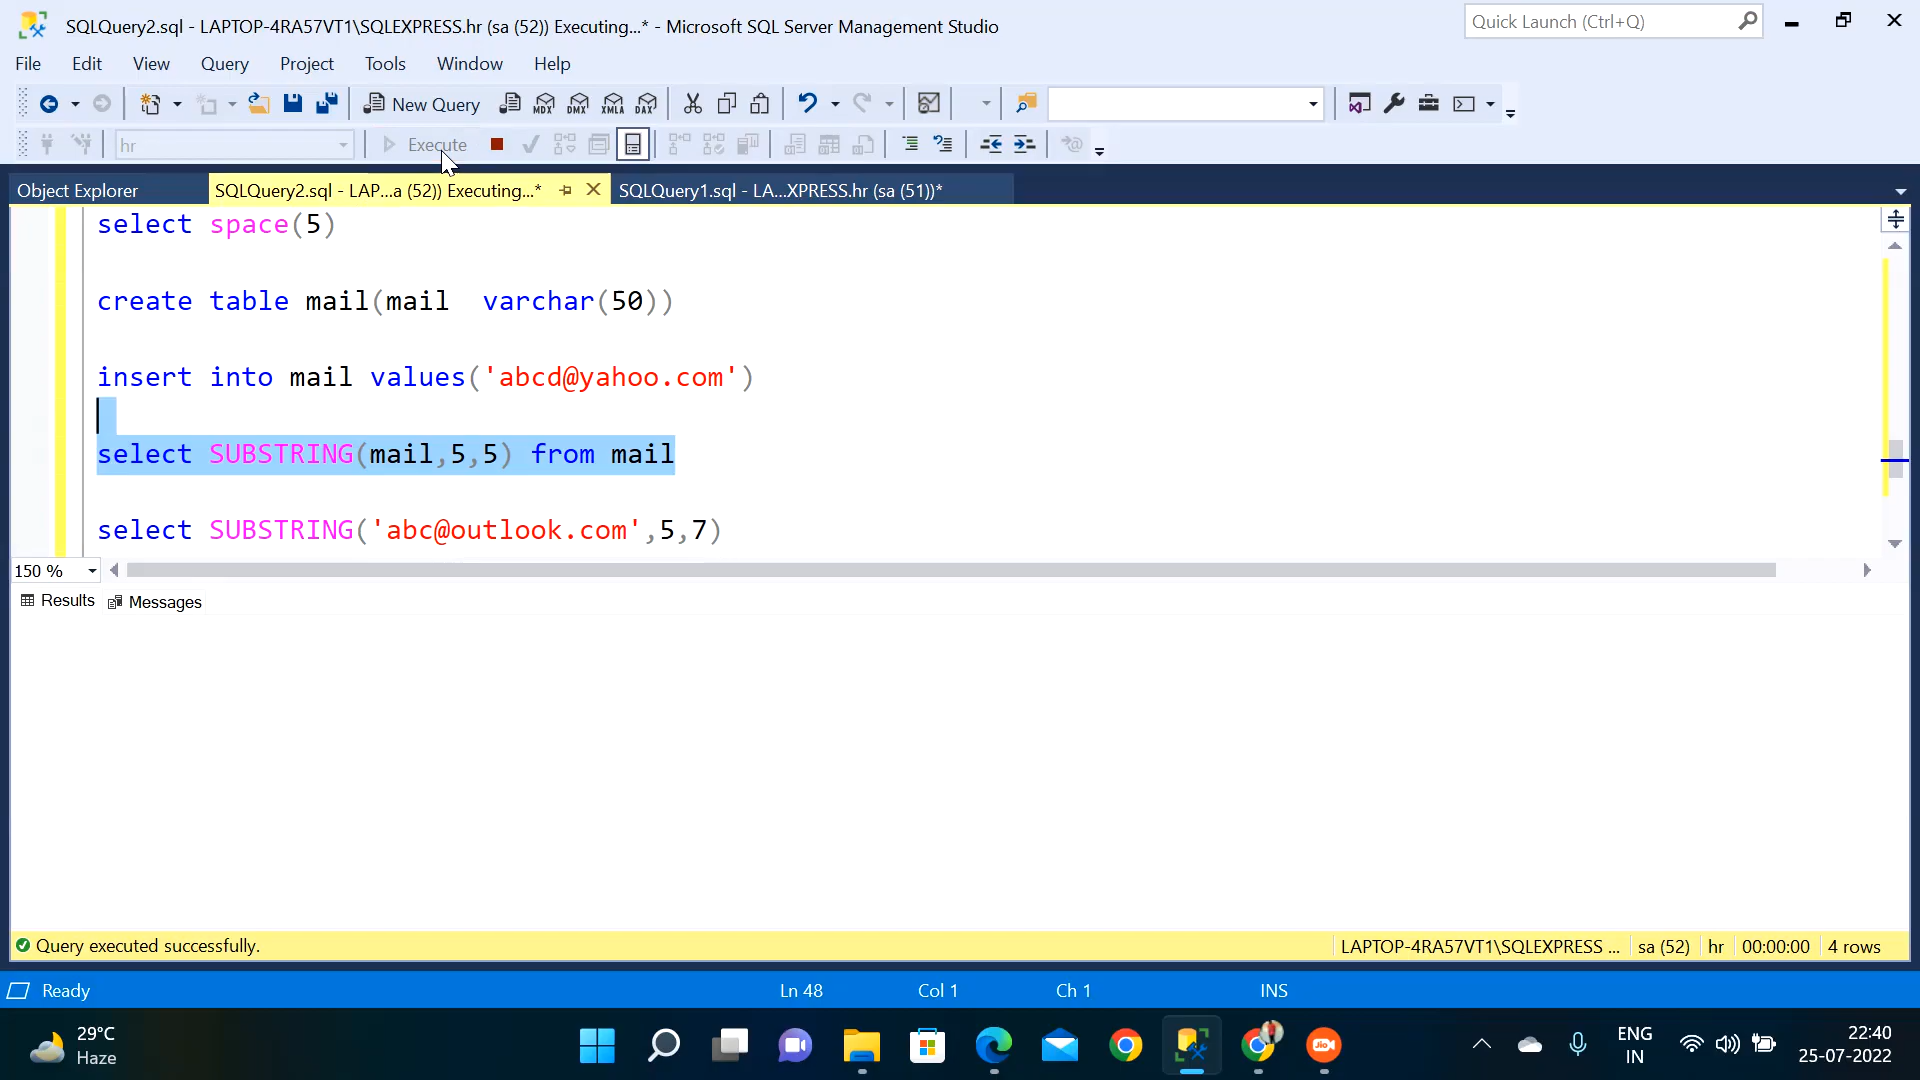 SQLQuery2.sql - LAPTOP-4RA57VT1\SQLEXPRESS.hr (sa (52)) Executing...* - Microsoft SQL Server Management Studio
Quick Launch (Ctrl+Q)
File Edit View Query Project Tools Window Help
New Query MDX DMX XMLA DAX
hr Execute
Object Explorer SQLQuery2.sql - LAP...a (52)) Executing...* SQLQuery1.sql - LA...XPRESS.hr (sa (51))*
select space(5)
create table mail(mail  varchar(50))
insert into mail values('abcd@yahoo.com')
select SUBSTRING(mail,5,5) from mail
select SUBSTRING('abc@outlook.com',5,7)
150 %
Results Messages
Query executed successfully. LAPTOP-4RA57VT1\SQLEXPRESS ... sa (52) hr 00:00:00 4 rows
Ready Ln 48 Col 1 Ch 1 INS
29°C
Haze
Jio
ENG
IN
22:40
25-07-2022